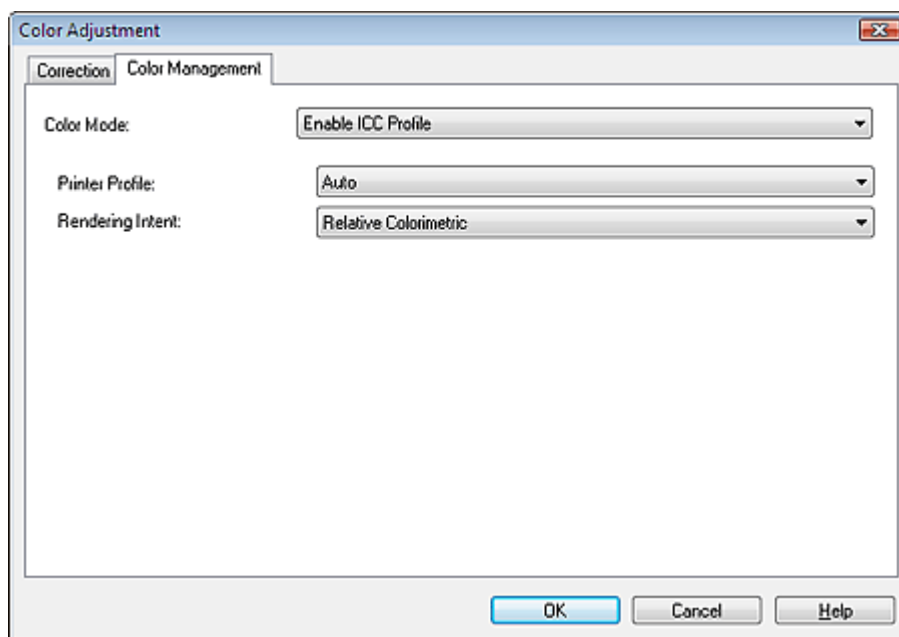 Color Adjustment
Correction Color Management
Color Mode: Enable ICC Profile
Printer Profile: Auto
Rendering Intent: Relative Colorimetric
OK Cancel Help